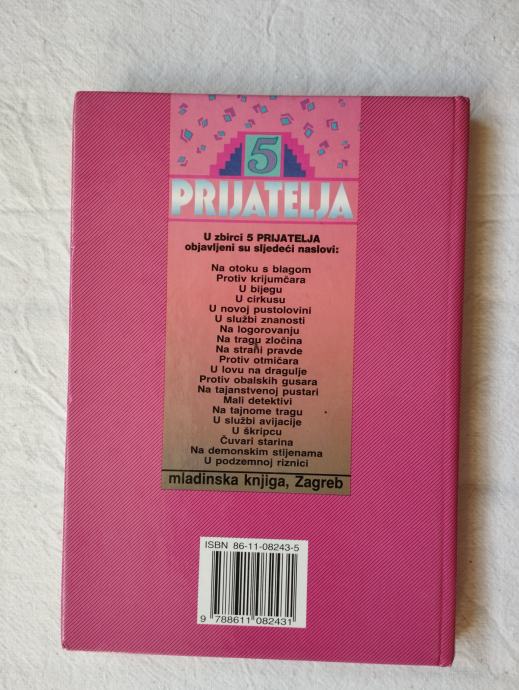 5
PRIJATELJA
U zbirci 5 PRIJATELJA
objavljeni su sljedeći naslovi:
Na otoku s blagom
Protiv krijumčara
U bijegu
U cirkusu
U novoj pustolovini
U službi znanosti
Na logorovanju
Na tragu zločina
Na strani pravde
Protiv otmičara
U lovu na dragulje
Protiv obalskih gusara
Na tajanstvenoj pustari
Mali detektivi
Na tajnome tragu
U službi avijacije
U škripcu
Čuvari starina
Na demonskim stijenama
U podzemnoj riznici
mladinska knjiga, Zagreb
ISBN 86-11-08243-5
9 788611 082431